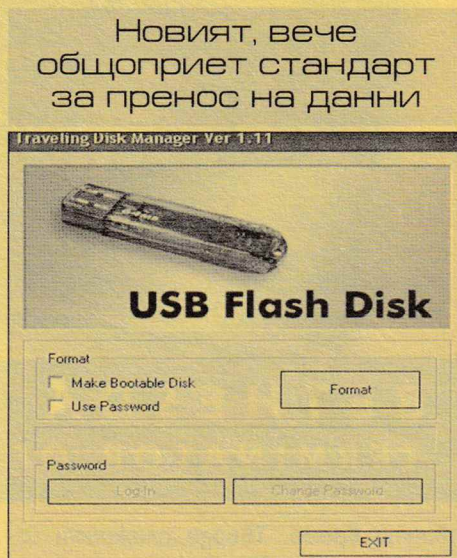 Новият, вече
общоприет стандарт
за пренос на данни
Traveling Disk Manager Ver 1.11
USB Flash Disk
Format
Make Bootable Disk
Use Password
Format
Password
Log-In
Change Password
EXIT